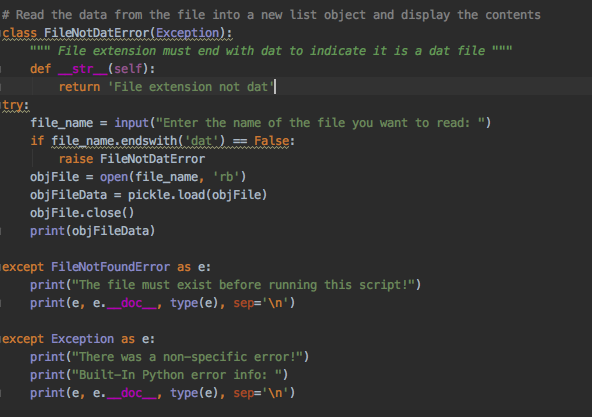 # Read the data from the file into a new list object and display the contents
class FileNotDatError(Exception):
    """ File extension must end with dat to indicate it is a dat file """
    def __str__(self):
        return 'File extension not dat'
try:
    file_name = input("Enter the name of the file you want to read: ")
    if file_name.endswith('dat') == False:
        raise FileNotDatError
    objFile = open(file_name, 'rb')
    objFileData = pickle.load(objFile)
    objFile.close()
    print(objFileData)
except FileNotFoundError as e:
    print("The file must exist before running this script!")
    print(e, e.__doc__, type(e), sep='\n')
except Exception as e:
    print("There was a non-specific error!")
    print("Built-In Python error info: ")
    print(e, e.__doc__, type(e), sep='\n')